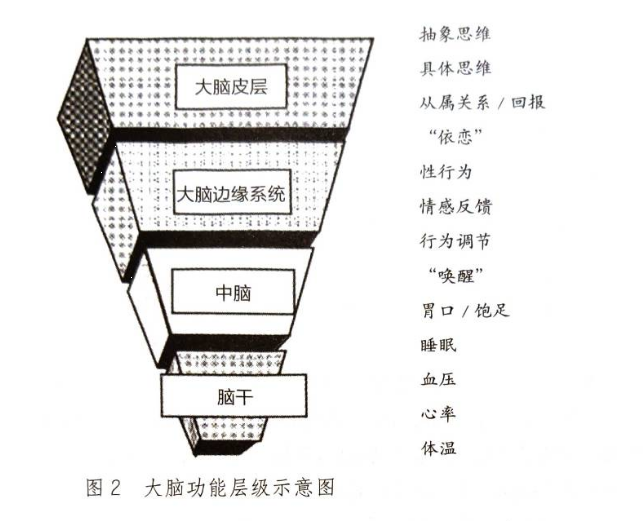 大脑皮层
大脑边缘系统
中脑
脑干
抽象思维
具体思维
从属关系 / 回报
“依恋”
性行为
情感反馈
行为调节
“唤醒”
胃口 / 饱足
睡眠
血压
心率
体温
图2 大脑功能层级示意图